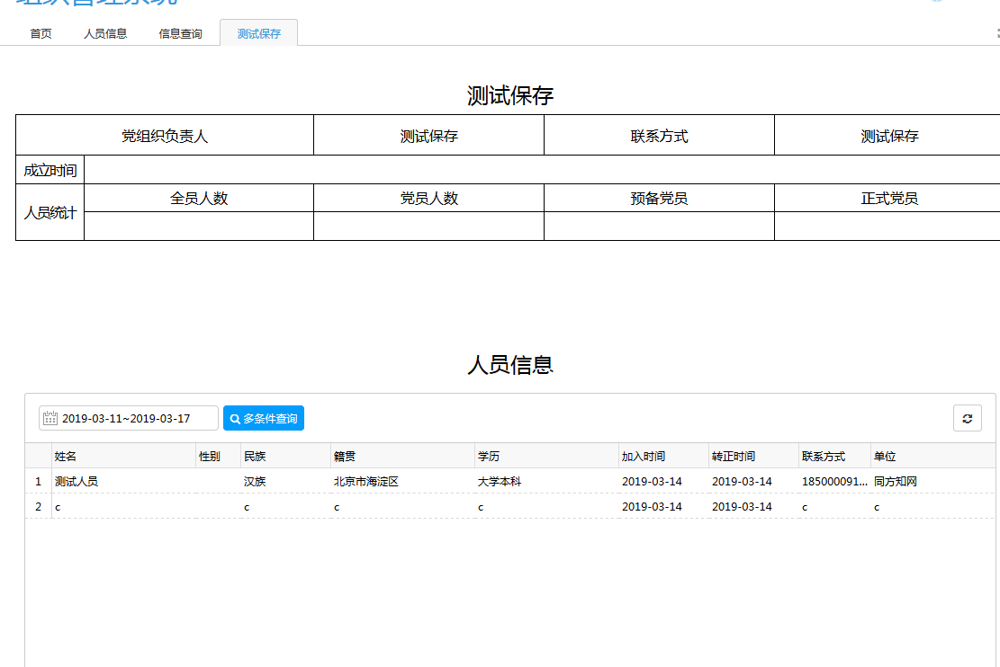 组织管理系统
首页 人员信息 信息查询 测试保存
测试保存
党组织负责人 测试保存 联系方式 测试保存
成立时间
人员统计 全员人数 党员人数 预备党员 正式党员
人员信息
2019-03-11~2019-03-17 多条件查询
姓名 性别 民族 籍贯 学历 加入时间 转正时间 联系方式 单位
1 测试人员 汉族 北京市海淀区 大学本科 2019-03-14 2019-03-14 185000091... 同方知网
2 c c c c 2019-03-14 2019-03-14 c c